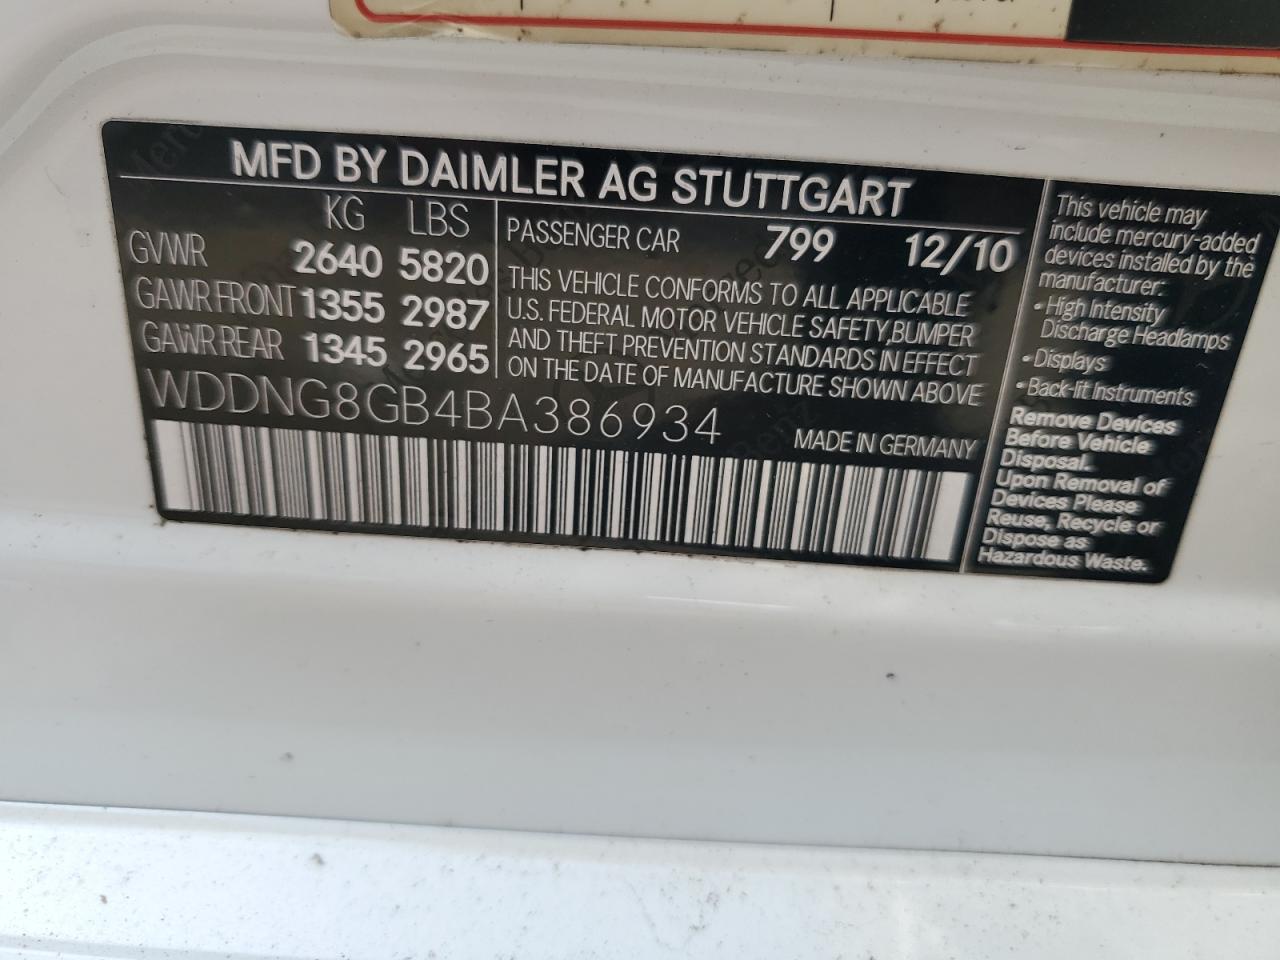 MFD BY DAIMLER AG STUTTGART
KG LBS
GVWR 2640 5820
GAWR FRONT 1355 2987
GAWR REAR 1345 2965
PASSENGER CAR 799 12/10
THIS VEHICLE CONFORMS TO ALL APPLICABLE
U.S. FEDERAL MOTOR VEHICLE SAFETY,BUMPER
AND THEFT PREVENTION STANDARDS IN EFFECT
ON THE DATE OF MANUFACTURE SHOWN ABOVE
WDDNG8GB4BA386934
MADE IN GERMANY
This vehicle may
include mercury-added
devices installed by the
manufacturer:
• High Intensity
Discharge Headlamps
• Displays
• Back-lit Instruments
Remove Devices
Before Vehicle
Disposal.
Upon Removal of
Devices Please
Reuse, Recycle or
Dispose as
Hazardous Waste.